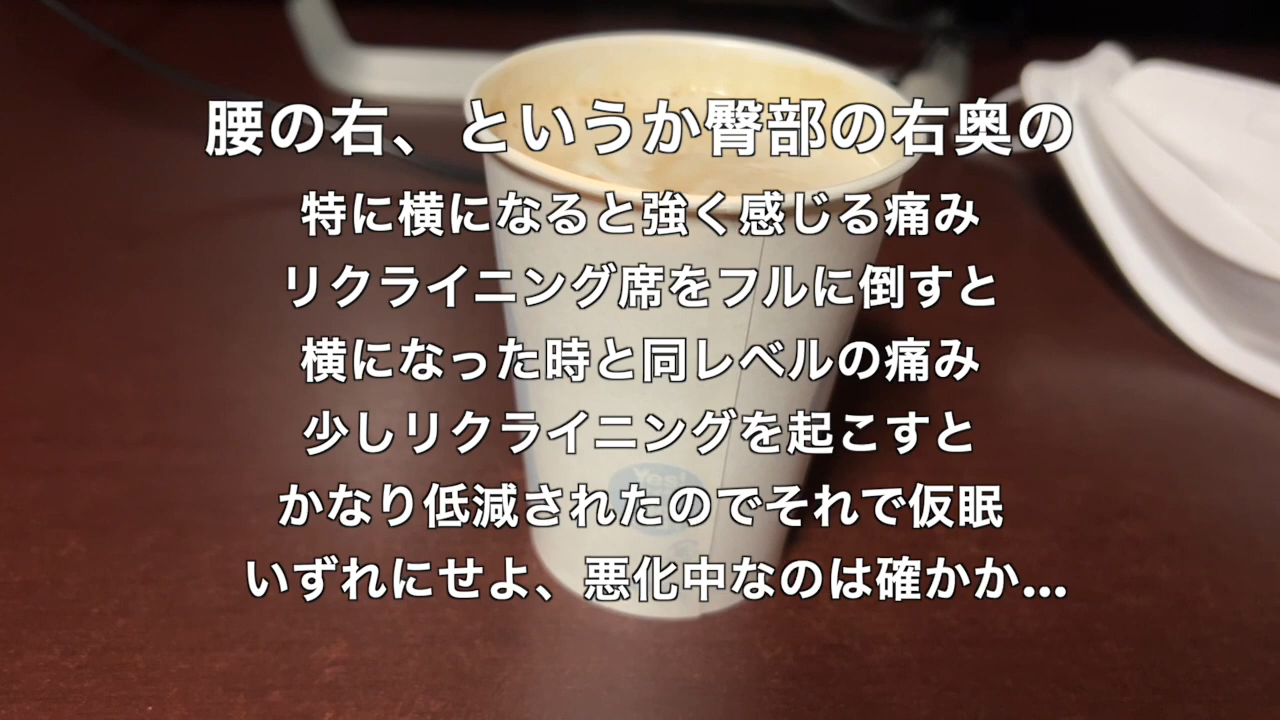 腰の右、というか臀部の右奥の
特に横になると強く感じる痛み
リクライニング席をフルに倒すと
横になった時と同レベルの痛み
少しリクライニングを起こすと
かなり低減されたのでそれで仮眠
いずれにせよ、悪化中なのは確かか...
Yes!